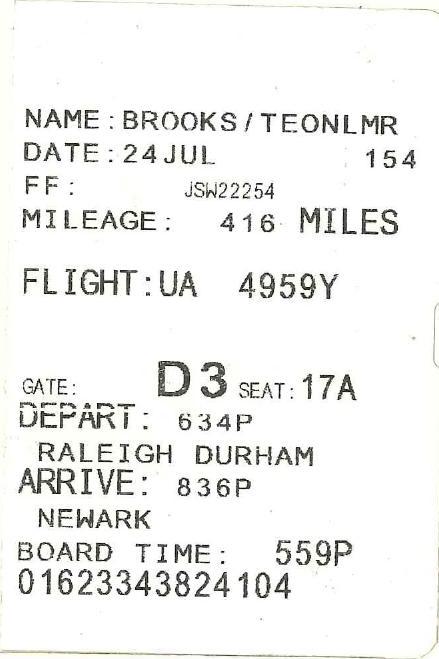 NAME:BROOKS/TEONLMR
DATE:24JUL 154
FF: JSW22254
MILEAGE: 416 MILES
FLIGHT:UA 4959Y
GATE: D3 SEAT:17A
DEPART: 634P
RALEIGH DURHAM
ARRIVE: 836P
NEWARK
BOARD TIME: 559P
01623343824104